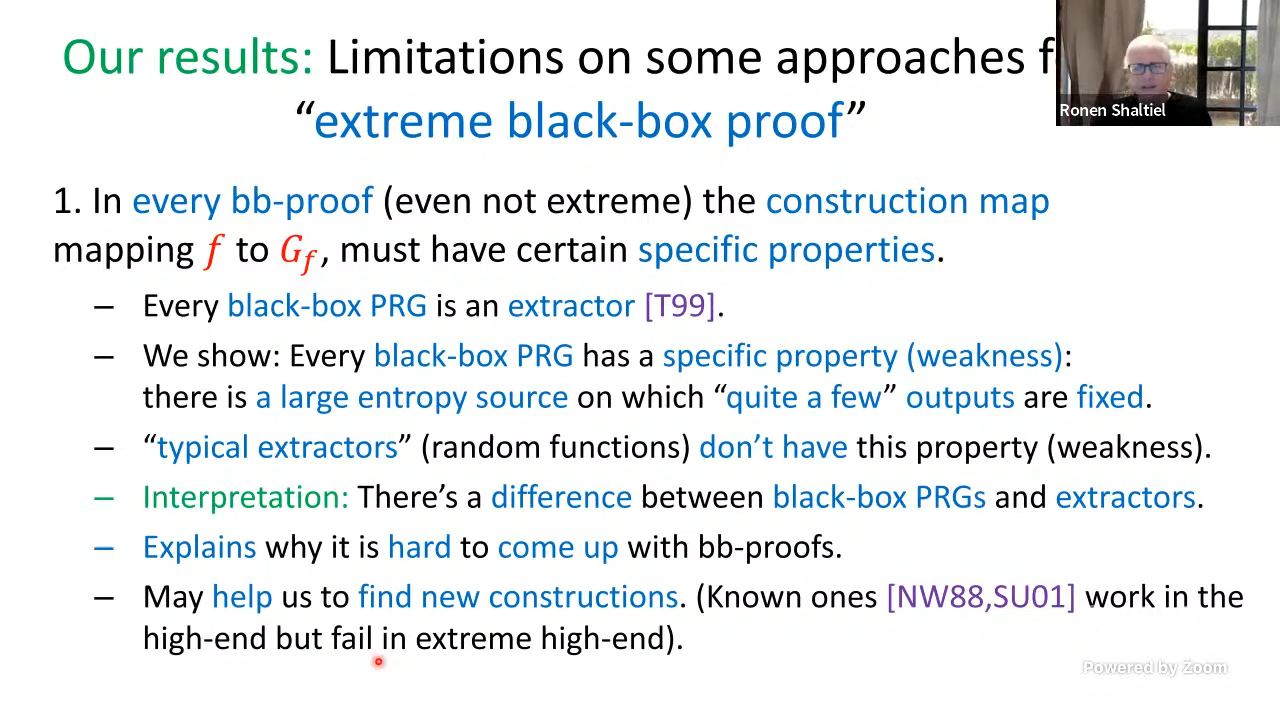 Our results: Limitations on some approaches f
“extreme black-box proof”
Ronen Shaltiel
1. In every bb-proof (even not extreme) the construction map
mapping f to G_f, must have certain specific properties.
– Every black-box PRG is an extractor [T99].
– We show: Every black-box PRG has a specific property (weakness):
there is a large entropy source on which “quite a few” outputs are fixed.
– “typical extractors” (random functions) don’t have this property (weakness).
– Interpretation: There’s a difference between black-box PRGs and extractors.
– Explains why it is hard to come up with bb-proofs.
– May help us to find new constructions. (Known ones [NW88,SU01] work in the
high-end but fail in extreme high-end).
Powered by Zoom